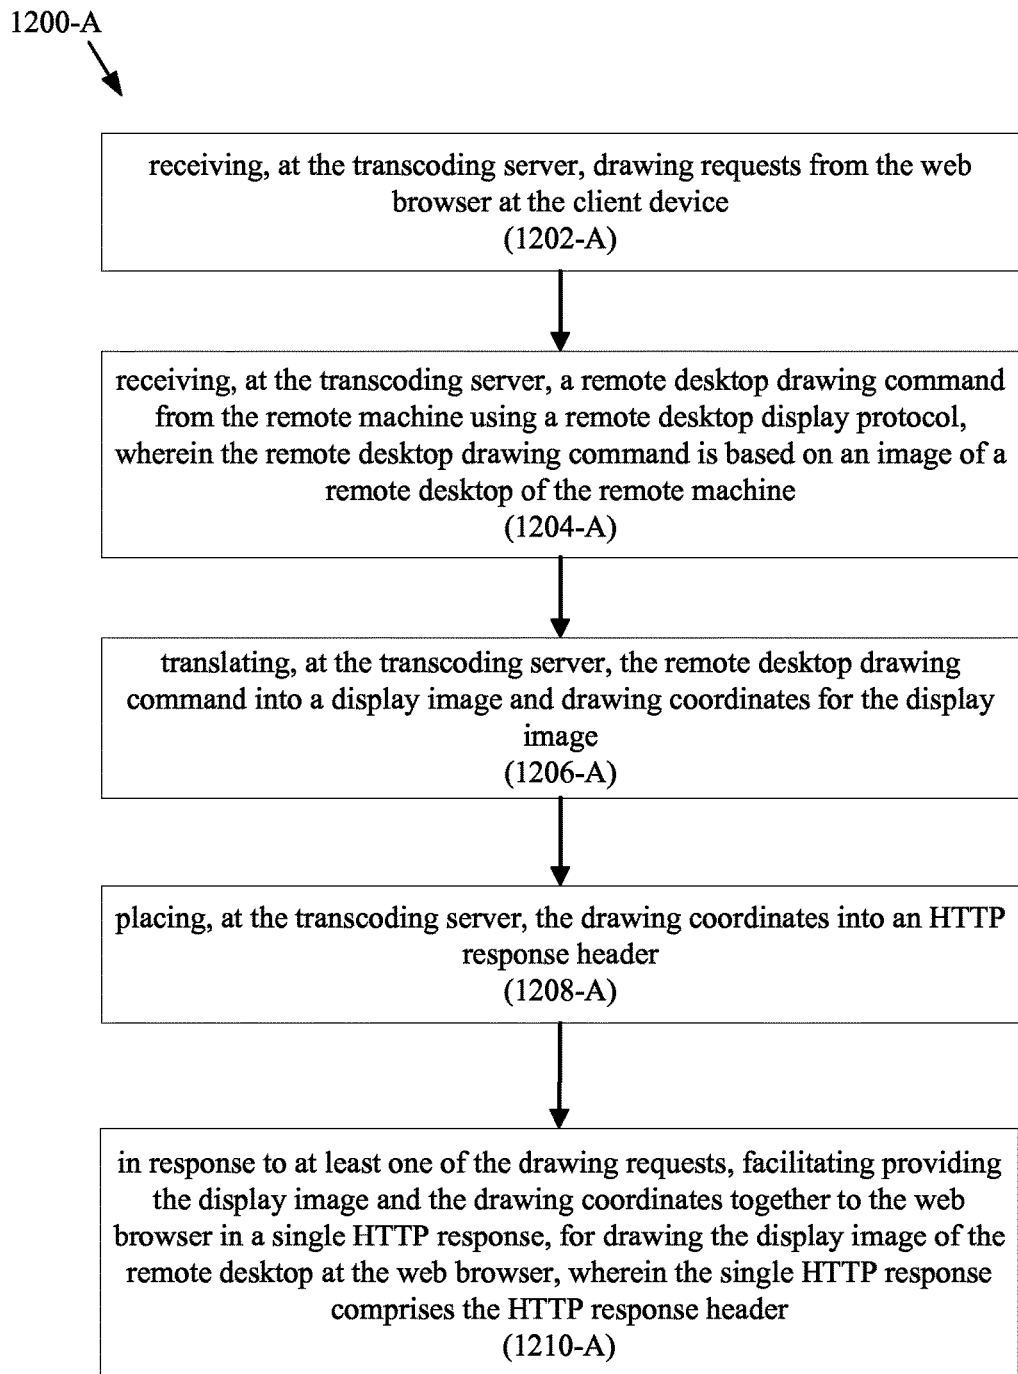 1200-A
receiving, at the transcoding server, drawing requests from the web
browser at the client device
(1202-A)
receiving, at the transcoding server, a remote desktop drawing command
from the remote machine using a remote desktop display protocol,
wherein the remote desktop drawing command is based on an image of a
remote desktop of the remote machine
(1204-A)
translating, at the transcoding server, the remote desktop drawing
command into a display image and drawing coordinates for the display
image
(1206-A)
placing, at the transcoding server, the drawing coordinates into an HTTP
response header
(1208-A)
in response to at least one of the drawing requests, facilitating providing
the display image and the drawing coordinates together to the web
browser in a single HTTP response, for drawing the display image of the
remote desktop at the web browser, wherein the single HTTP response
comprises the HTTP response header
(1210-A)